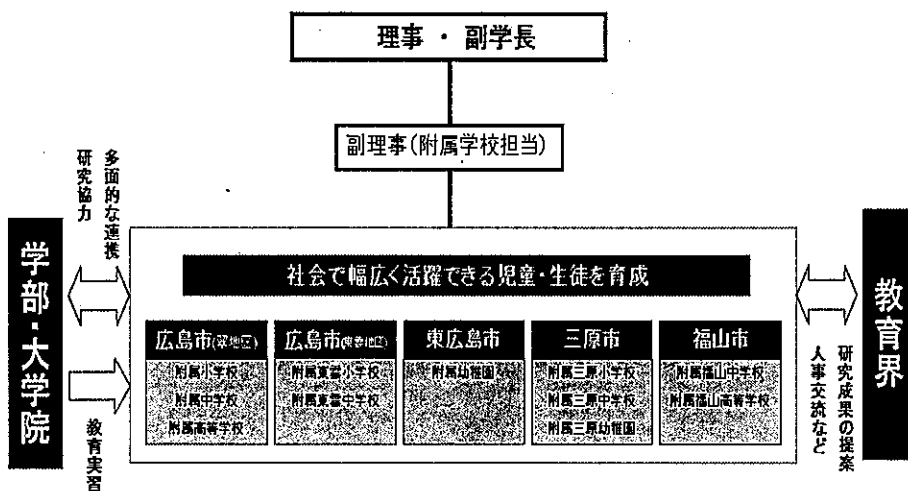 理事 ・ 副学長
副理事(附属学校担当)
多面的な連携
研究協力
学部・大学院
教育実習
社会で幅広く活躍できる児童・生徒を育成
広島市(翠地区)
附属小学校
附属中学校
附属高等学校
広島市(東雲地区)
附属東雲小学校
附属東雲中学校
東広島市
附属幼稚園
三原市
附属三原小学校
附属三原中学校
附属三原幼稚園
福山市
附属福山中学校
附属福山高等学校
教育界
研究成果の提案
人事交流など